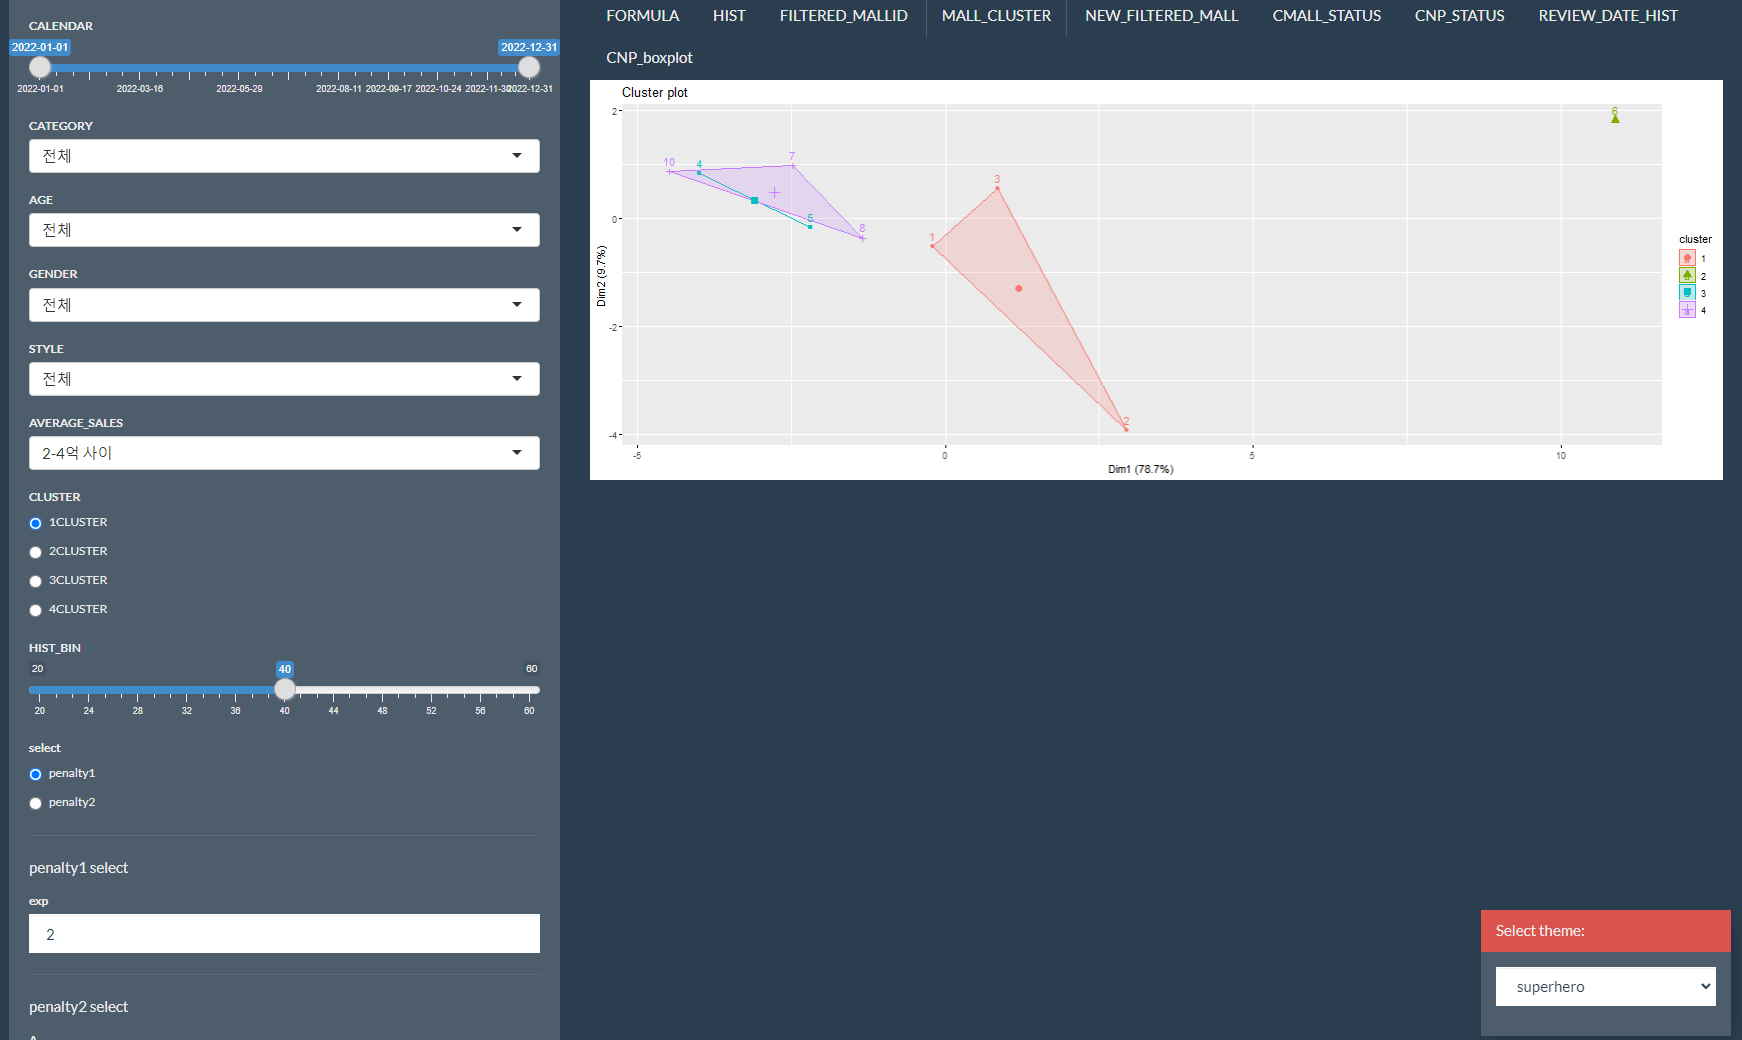 CALENDAR
2022-01-01 2022-12-31
2022-01-01 2022-03-16 2022-05-29 2022-08-11 2022-09-17 2022-10-24 2022-11-30 2022-12-31
CATEGORY
전체
AGE
전체
GENDER
전체
STYLE
전체
AVERAGE_SALES
2-4억 사이
CLUSTER
1CLUSTER
2CLUSTER
3CLUSTER
4CLUSTER
HIST_BIN
20 40 60
20 24 28 32 36 40 44 48 52 56 60
select
penalty1
penalty2
penalty1 select
exp
2
penalty2 select
FORMULA HIST FILTERED_MALLID MALL_CLUSTER NEW_FILTERED_MALL CMALL_STATUS CNP_STATUS REVIEW_DATE_HIST
CNP_boxplot
Cluster plot
2
0
-2
-4
Dim2 (9.7%)
6
10 4 7
3
5
8
1
2
-5 0 5 10
Dim1 (78.7%)
cluster
1
2
3
4
Select theme:
superhero